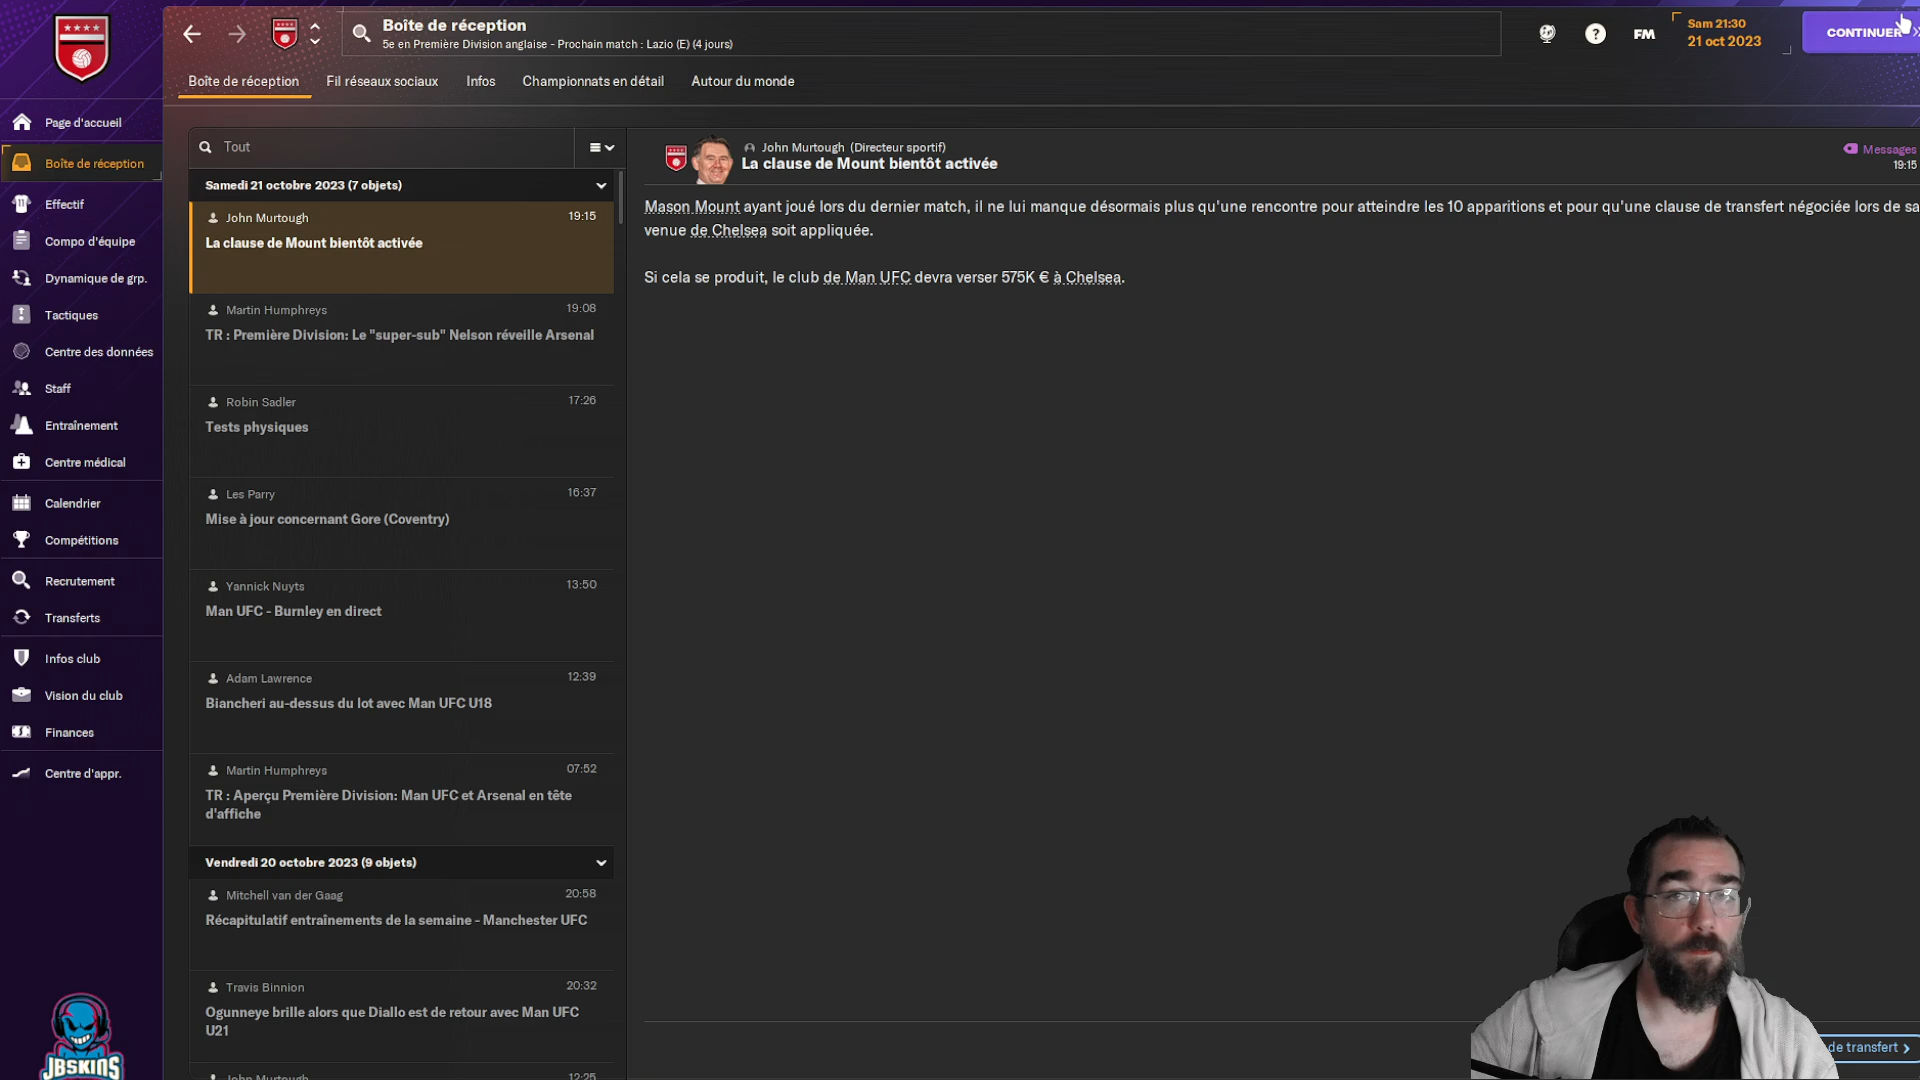 Boîte de réception
5e en Première Division anglaise - Prochain match : Lazio (E) (4 jours)
FM
Sam 21:30
21 oct 2023
CONTINUER
Boîte de réception
Fil réseaux sociaux
Infos
Championnats en détail
Autour du monde
Page d'accueil
Boîte de réception
Effectif
Compo d'équipe
Dynamique de grp.
Tactiques
Centre des données
Staff
Entraînement
Centre médical
Calendrier
Compétitions
Recrutement
Transferts
Infos club
Vision du club
Finances
Centre d'appr.
JBSKINS
Tout
Samedi 21 octobre 2023 (7 objets)
John Murtough 19:15
La clause de Mount bientôt activée
Martin Humphreys 19:08
TR : Première Division: Le "super-sub" Nelson réveille Arsenal
Robin Sadler 17:26
Tests physiques
Les Parry 16:37
Mise à jour concernant Gore (Coventry)
Yannick Nuyts 13:50
Man UFC - Burnley en direct
Adam Lawrence 12:39
Biancheri au-dessus du lot avec Man UFC U18
Martin Humphreys 07:52
TR : Aperçu Première Division: Man UFC et Arsenal en tête
d'affiche
Vendredi 20 octobre 2023 (9 objets)
Mitchell van der Gaag 20:58
Récapitulatif entraînements de la semaine - Manchester UFC
Travis Binnion 20:32
Ogunneye brille alors que Diallo est de retour avec Man UFC
U21
John Murtough 12:25
John Murtough (Directeur sportif)
La clause de Mount bientôt activée
Messages
19:15
Mason Mount ayant joué lors du dernier match, il ne lui manque désormais plus qu'une rencontre pour atteindre les 10 apparitions et pour qu'une clause de transfert négociée lors de sa
venue de Chelsea soit appliquée.
Si cela se produit, le club de Man UFC devra verser 575K € à Chelsea.
de transfert